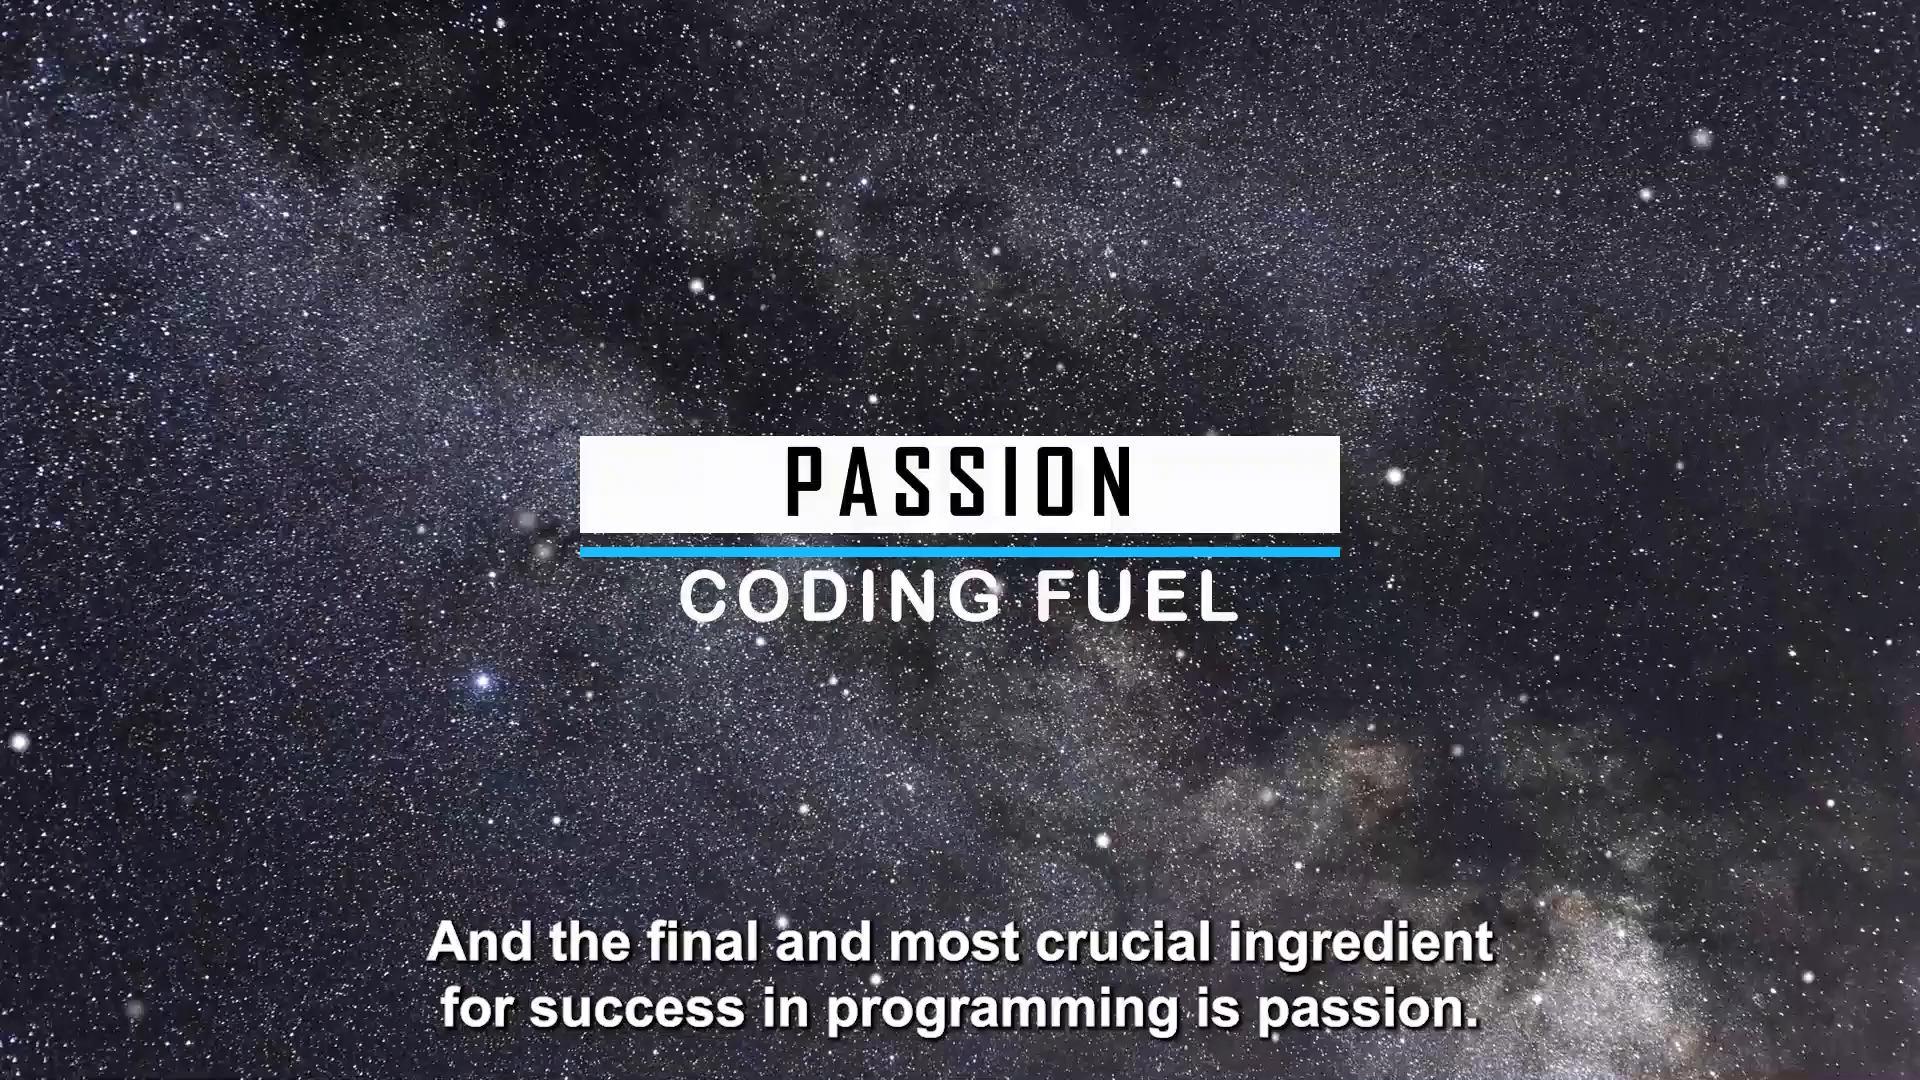 PASSION
CODING FUEL
And the final and most crucial ingredient
for success in programming is passion.